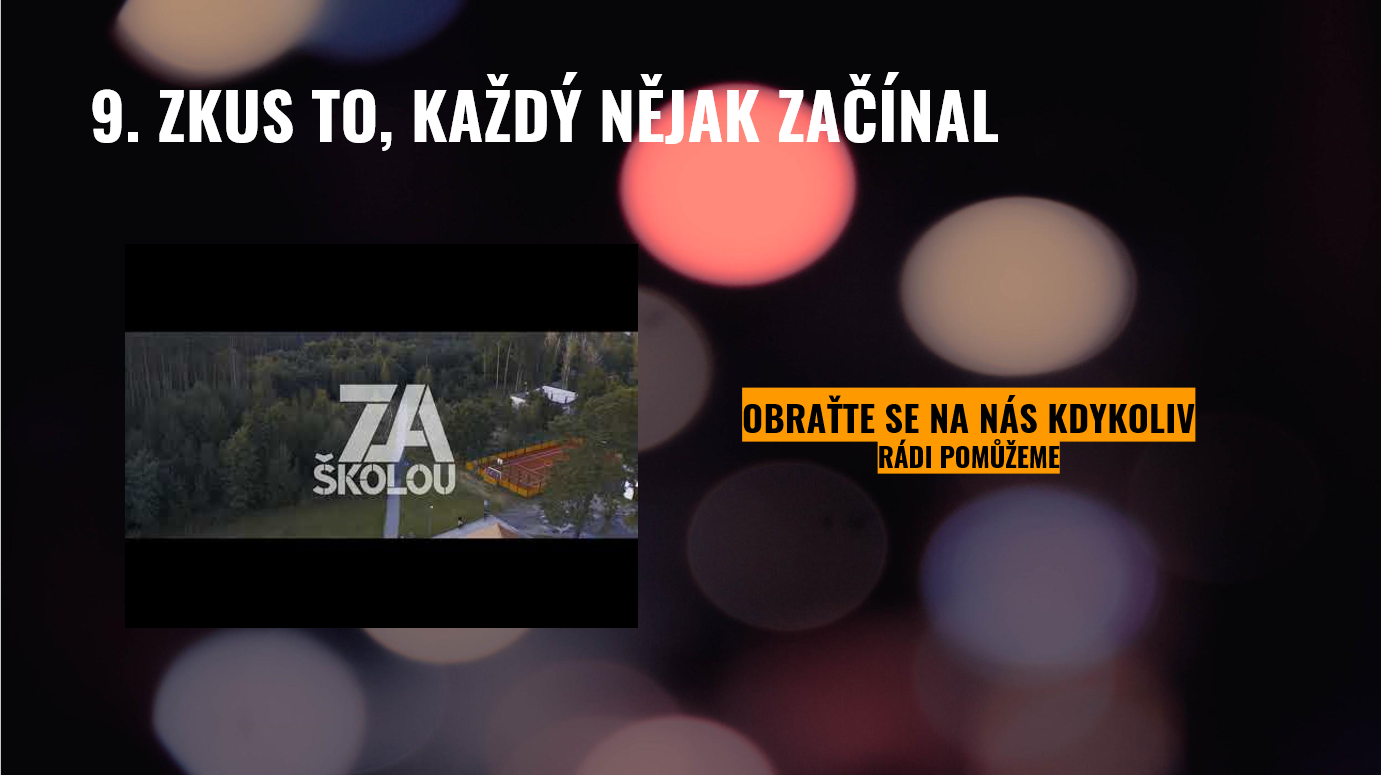 9. ZKUS TO, KAŽDÝ NĚJAK ZAČÍNAL
ZA
ŠKOLOU
OBRAŤTE SE NA NÁS KDYKOLIV
RÁDI POMŮŽEME